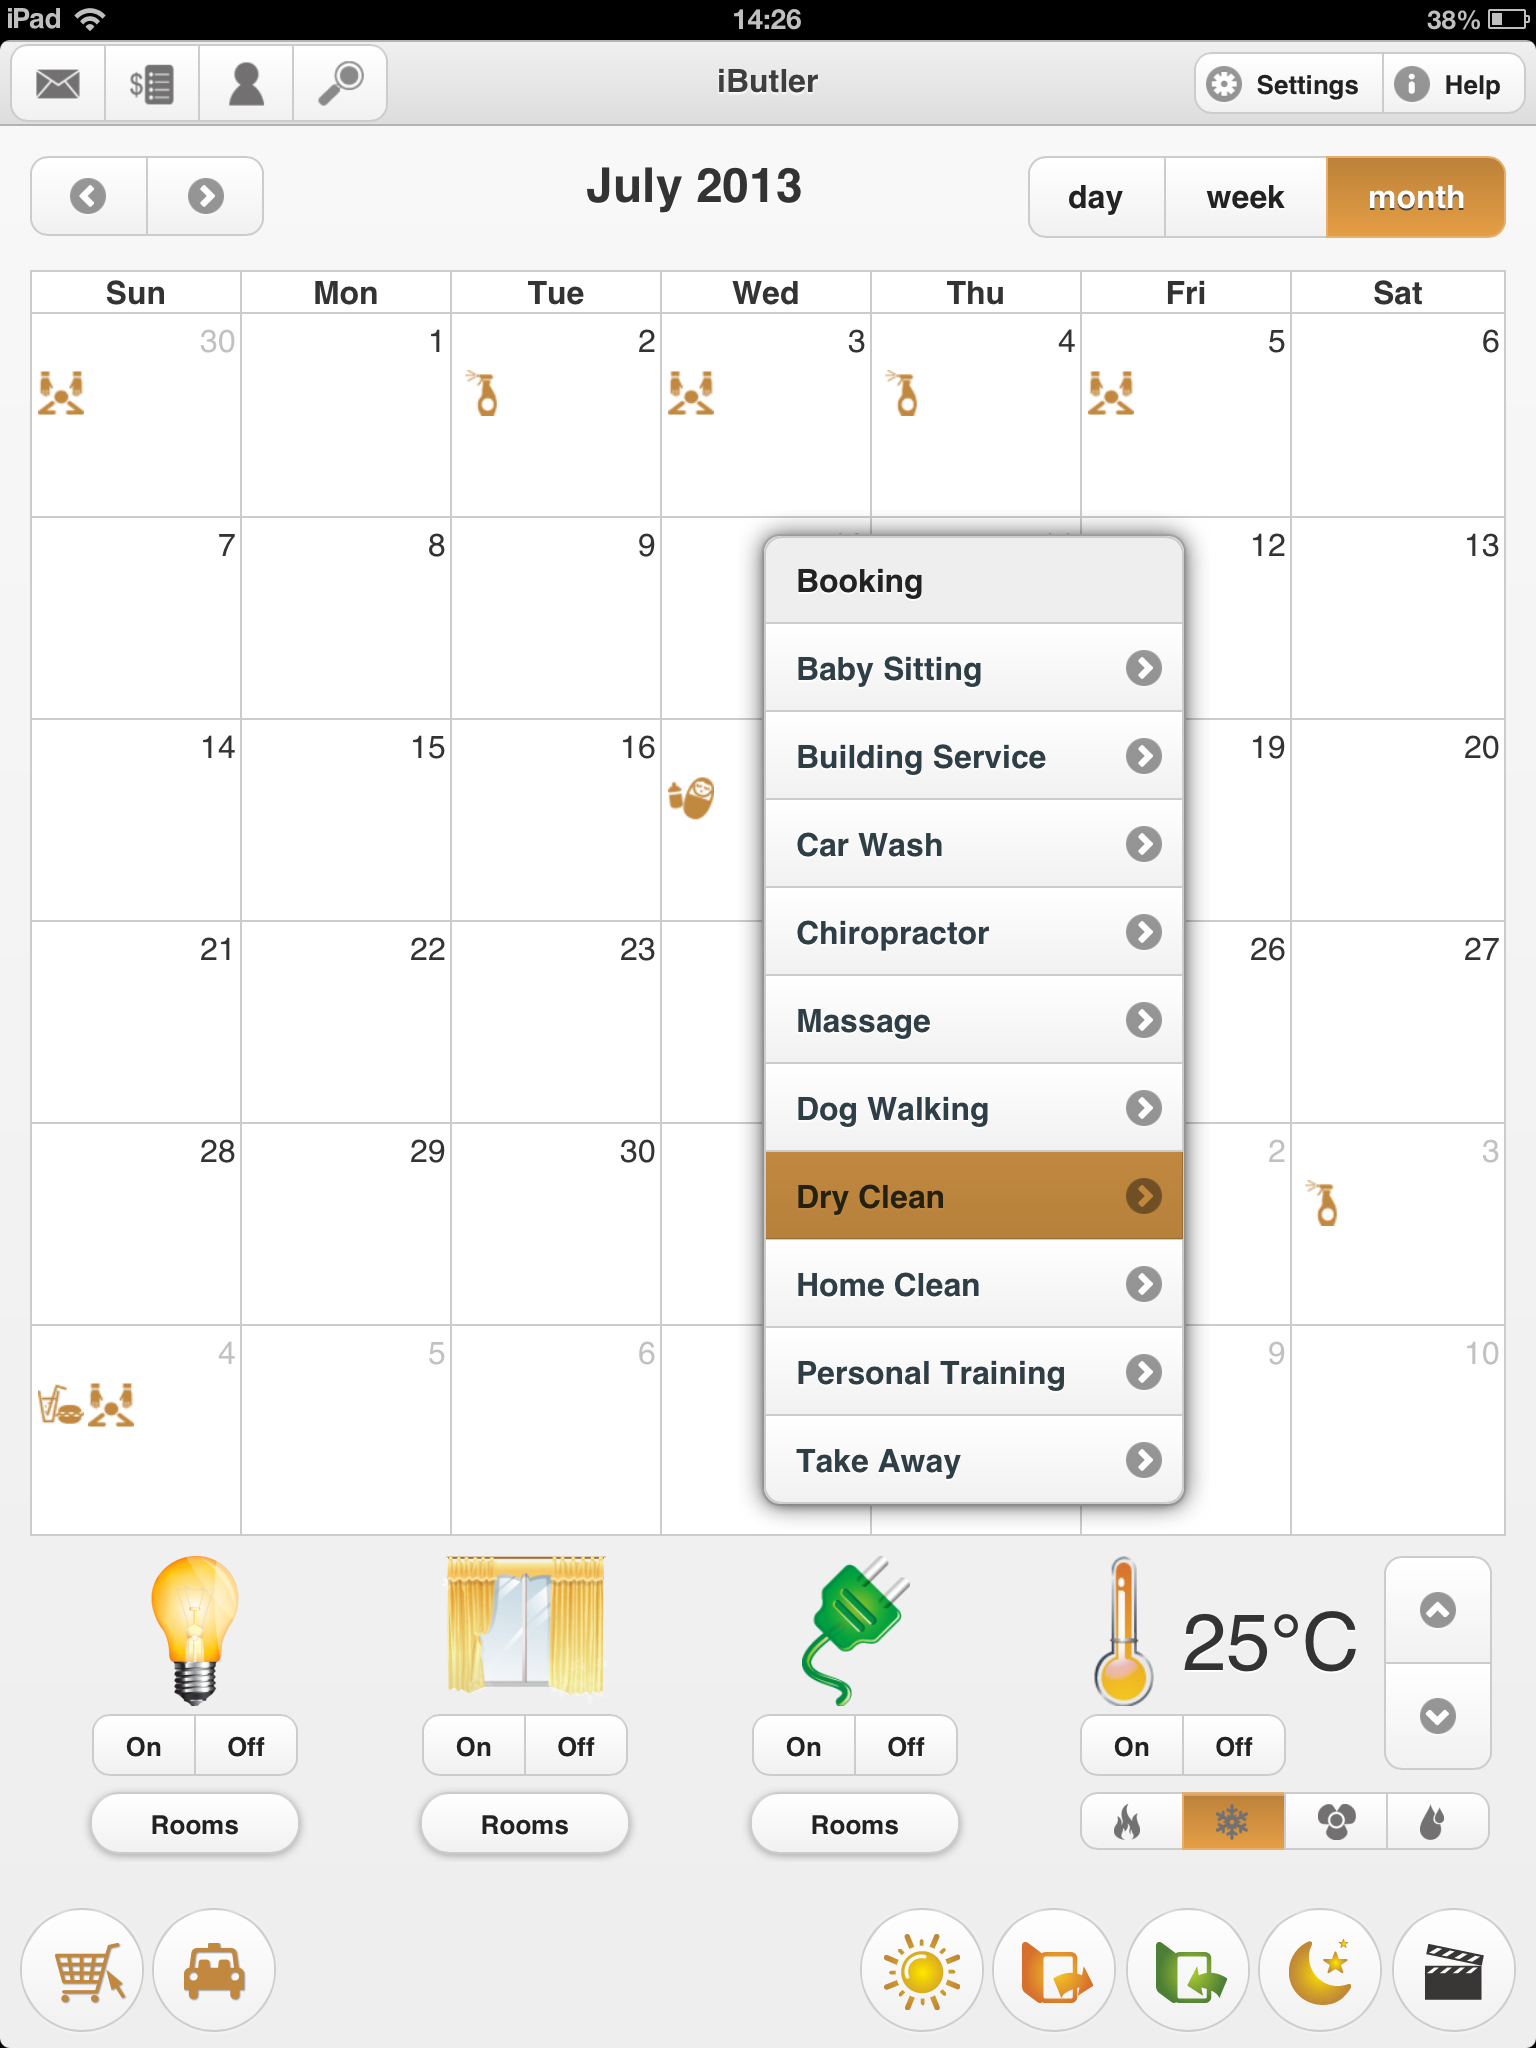 iPad 14:26 38%
iButler Settings Help
July 2013 day week month
Sun Mon Tue Wed Thu Fri Sat
30 1 2 3 4 5 6
7 8 9 12 13
Booking
Baby Sitting
14 15 16 19 20
Building Service
Car Wash
Chiropractor
21 22 23 26 27
Massage
Dog Walking
28 29 30 2 3
Dry Clean
Home Clean
4 5 6 9 10
Personal Training
Take Away
25°C
On Off On Off On Off On Off
Rooms Rooms Rooms